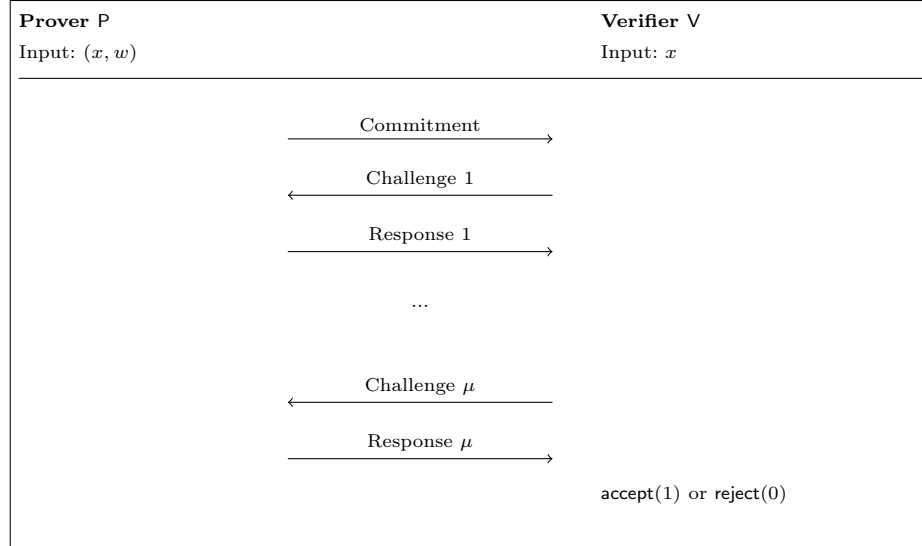 Prover P Verifier V
Input: (x, w) Input: x
Commitment
Challenge 1
Response 1
...
Challenge μ
Response μ
accept(1) or reject(0)